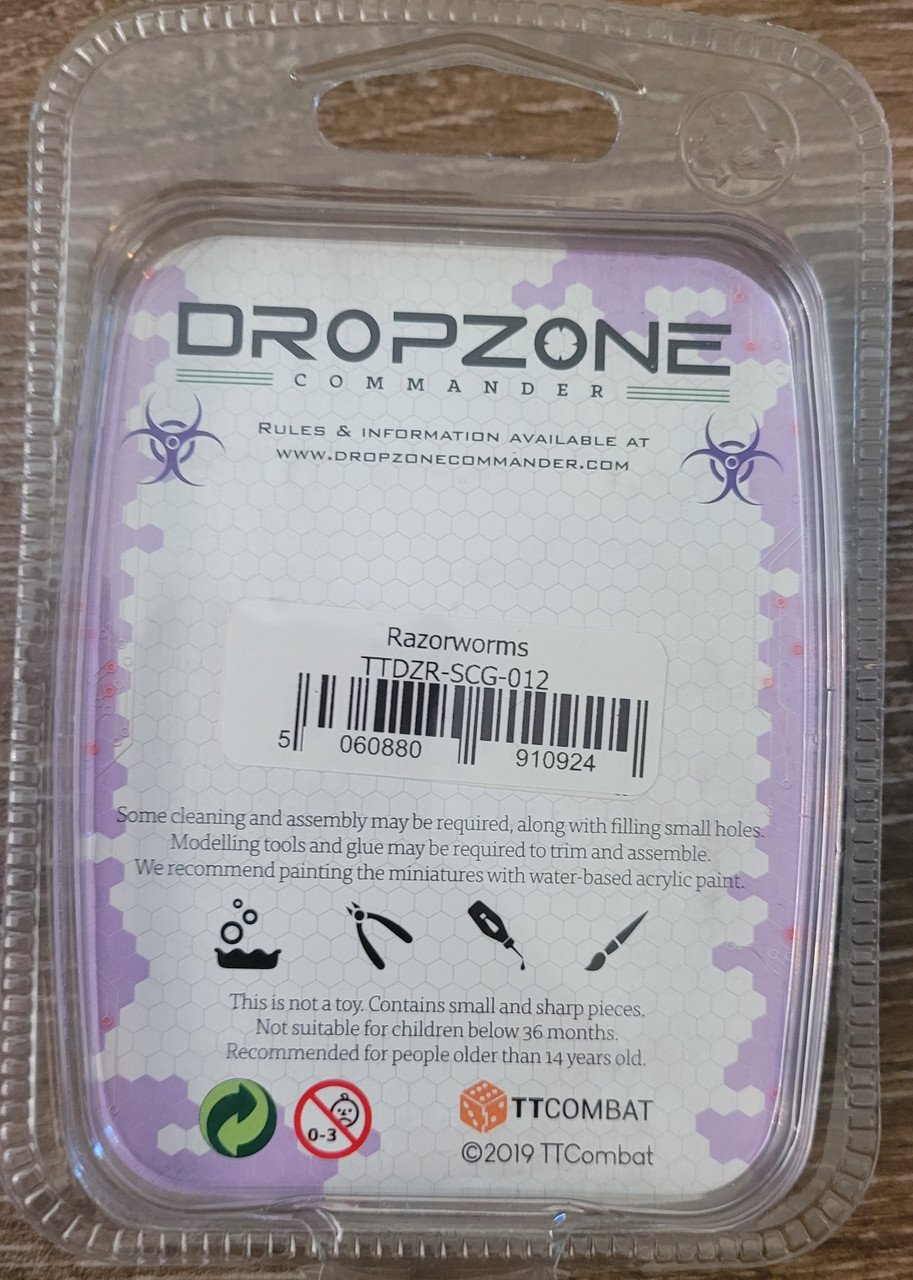 DROPZONE
COMMANDER
RULES & INFORMATION AVAILABLE AT
WWW.DROPZONECOMMANDER.COM
Razorworms
TTDZR-SCG-012
5 060880 910924
Some cleaning and assembly may be required, along with filling small holes.
Modelling tools and glue may be required to trim and assemble.
We recommend painting the miniatures with water-based acrylic paint.
This is not a toy. Contains small and sharp pieces.
Not suitable for children below 36 months.
Recommended for people older than 14 years old.
0-3
TTCOMBAT
©2019 TTCombat